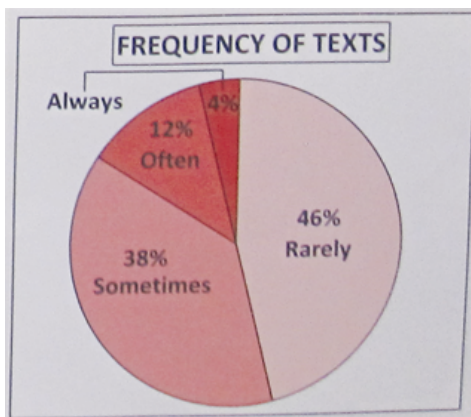 FREQUENCY OF TEXTS
Always
4%
12%
Often
46%
Rarely
38%
Sometimes